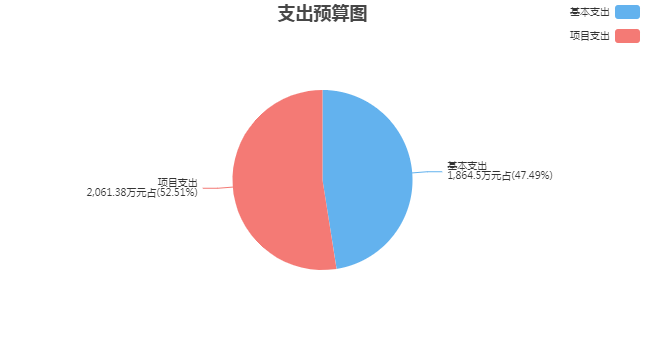 支出预算图
基本支出
项目支出
基本支出
1,864.5万元占(47.49%)
项目支出
2,061.38万元占(52.51%)